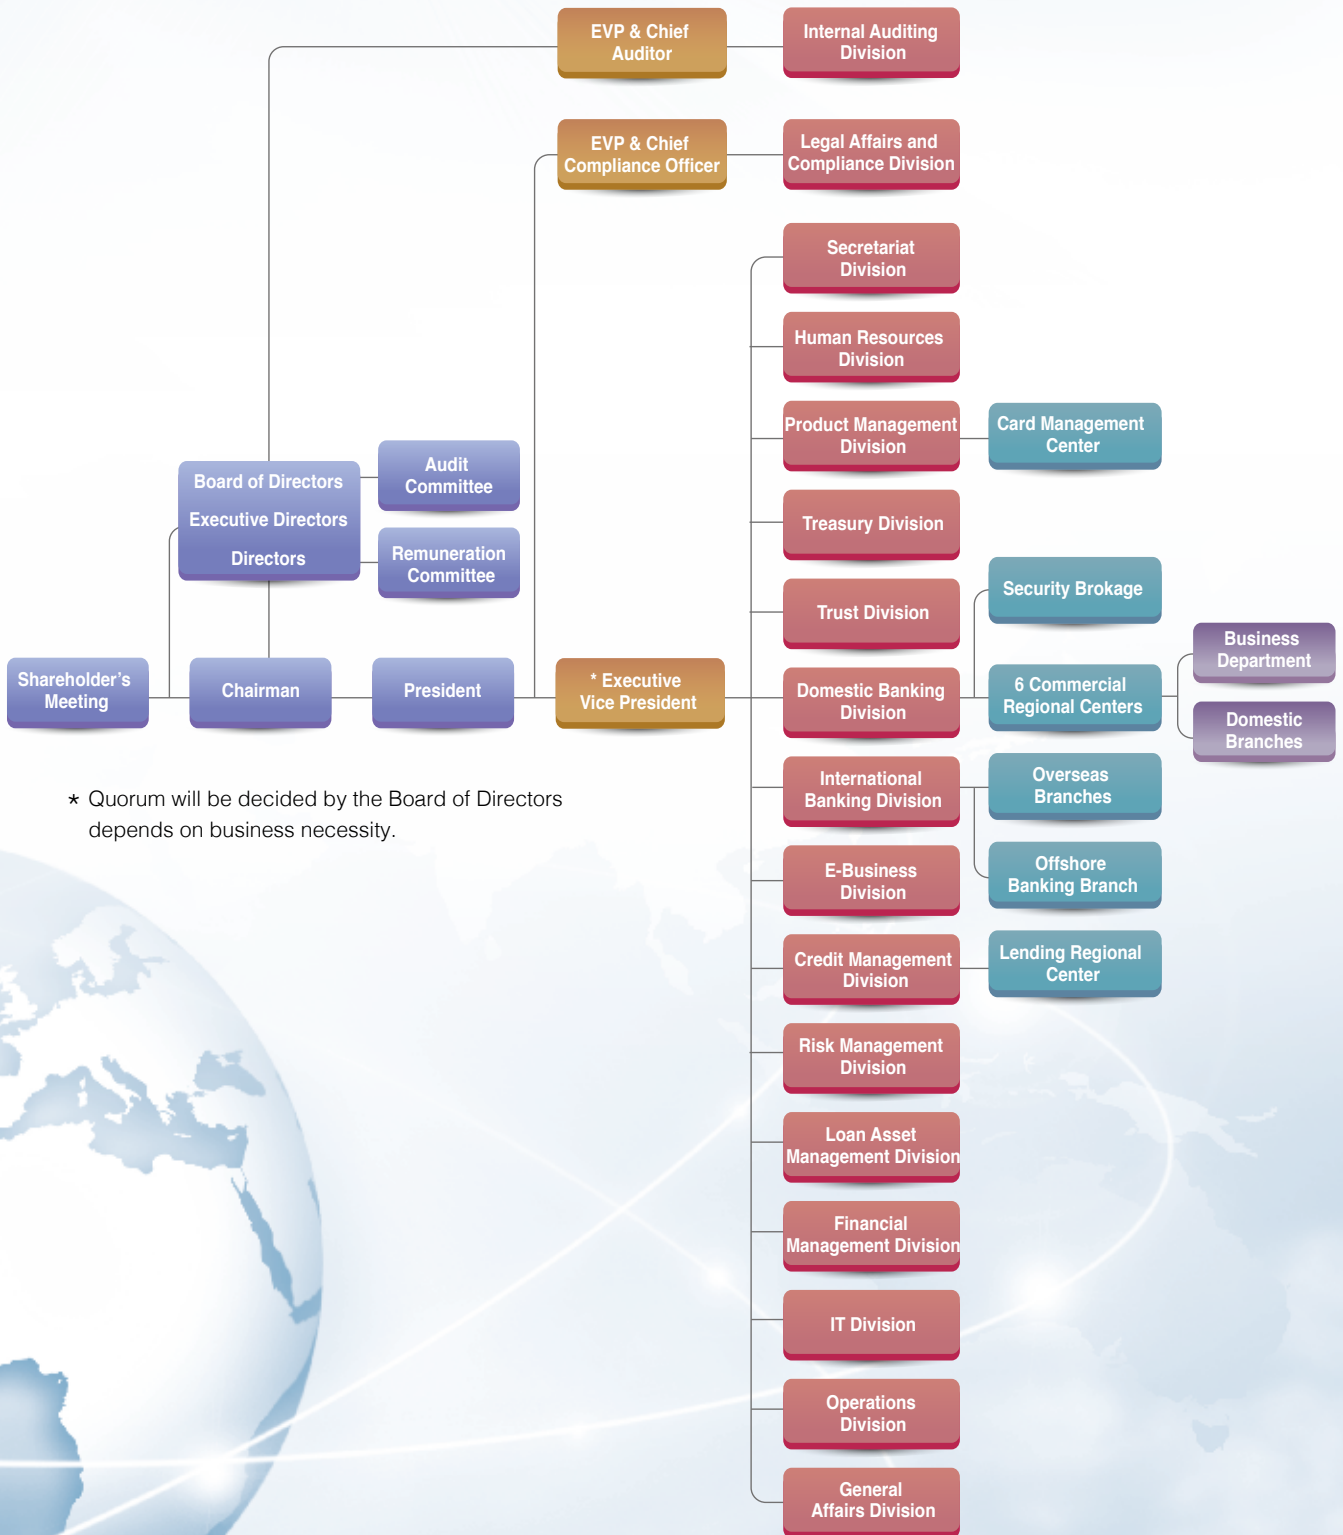 EVP & Chief
Auditor
Internal Auditing
Division
EVP & Chief
Compliance Officer
Legal Affairs and
Compliance Division
Secretariat
Division
Human Resources
Division
Product Management
Division
Card Management
Center
Audit
Committee
Board of Directors
Executive Directors
Directors
Remuneration
Committee
Treasury Division
Trust Division
Security Brokage
Shareholder's
Meeting
Chairman
President
* Executive
Vice President
Domestic Banking
Division
6 Commercial
Regional Centers
Business
Department
Domestic
Branches
* Quorum will be decided by the Board of Directors
depends on business necessity.
International
Banking Division
Overseas
Branches
Offshore
Banking Branch
E-Business
Division
Credit Management
Division
Lending Regional
Center
Risk Management
Division
Loan Asset
Management Division
Financial
Management Division
IT Division
Operations
Division
General
Affairs Division